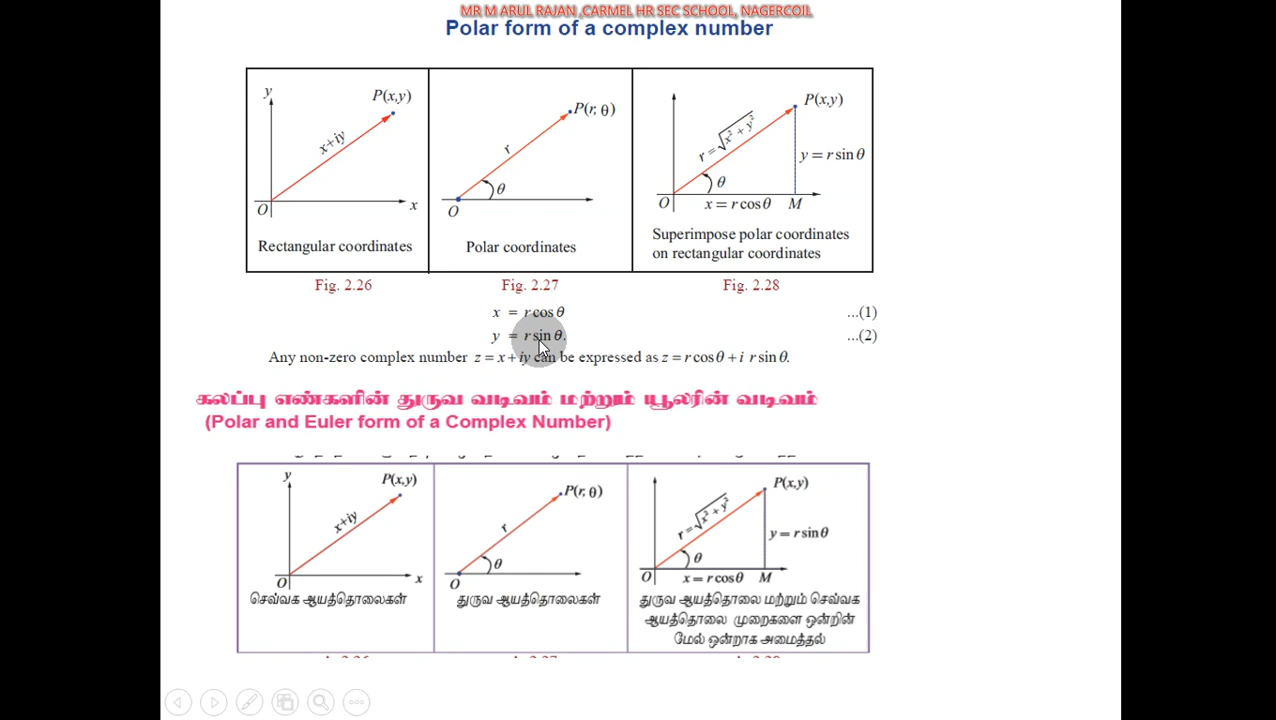 MR M ARUL RAJAN ,CARMEL HR SEC SCHOOL, NAGERCOIL
Polar form of a complex number
y
P(x,y)
x+iy
O
x
Rectangular coordinates
P(r, θ)
r
θ
O
Polar coordinates
P(x,y)
r = √x² + y²
y = r sin θ
θ
O
x = r cos θ
M
Superimpose polar coordinates
on rectangular coordinates
Fig. 2.26
Fig. 2.27
Fig. 2.28
x = r cos θ ...(1)
y = r sin θ. ...(2)
Any non-zero complex number z = x + iy can be expressed as z = r cos θ + i r sin θ.
கலப்பு எண்களின் துருவ வடிவம் மற்றும் யூலரின் வடிவம்
(Polar and Euler form of a Complex Number)
y
P(x,y)
x+iy
O
x
செவ்வக ஆயத்தொலைகள்
P(r, θ)
r
θ
O
துருவ ஆயத்தொலைகள்
P(x,y)
r = √x² + y²
y = r sin θ
θ
O
x = r cos θ
M
துருவ ஆயத்தொலை மற்றும் செவ்வக
ஆயத்தொலை முறைகளை ஒன்றின்
மேல் ஒன்றாக அமைத்தல்